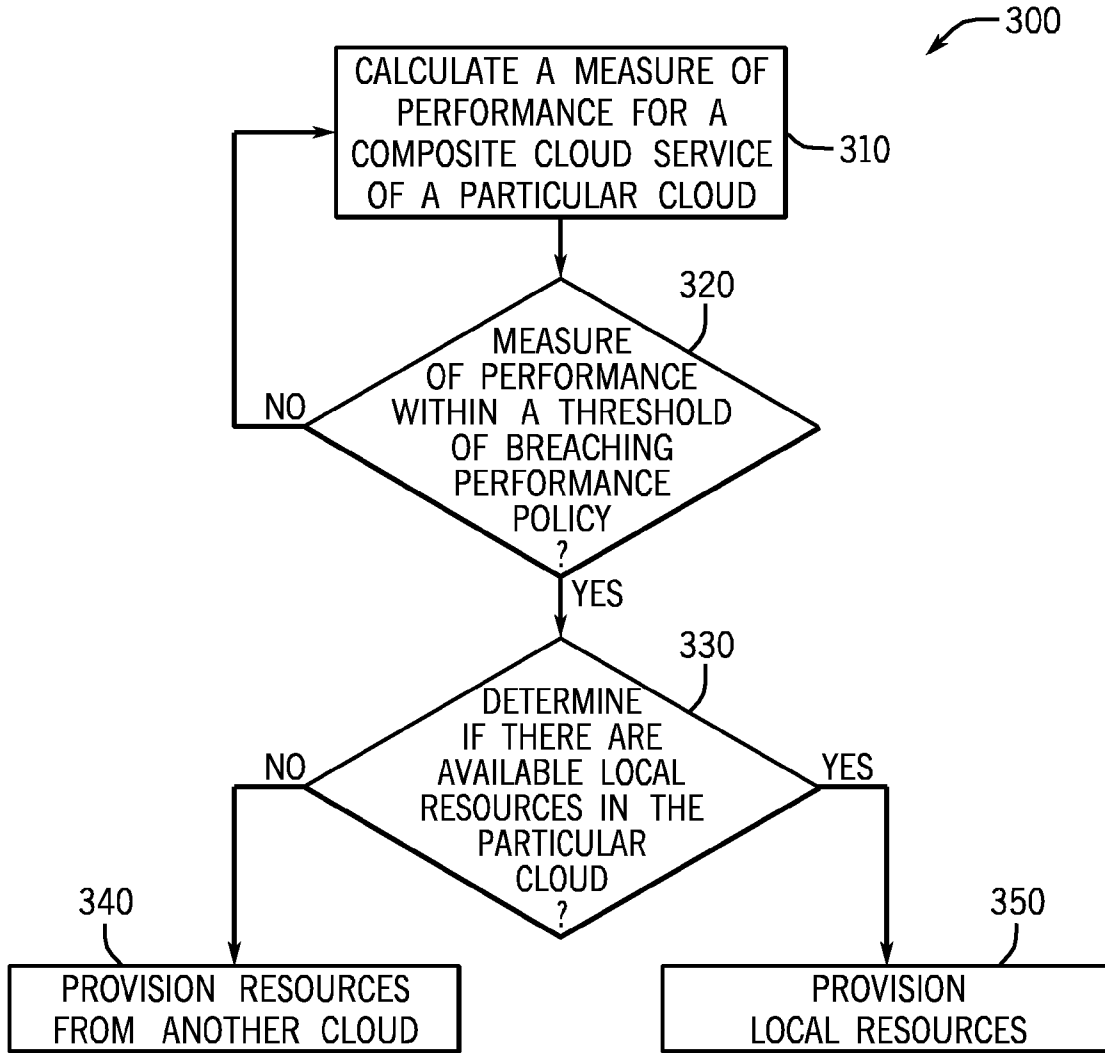 300
CALCULATE A MEASURE OF
PERFORMANCE FOR A
COMPOSITE CLOUD SERVICE
OF A PARTICULAR CLOUD
310
320
MEASURE
OF PERFORMANCE
WITHIN A THRESHOLD
OF BREACHING
PERFORMANCE
POLICY
?
NO
YES
330
DETERMINE
IF THERE ARE
AVAILABLE LOCAL
RESOURCES IN THE
PARTICULAR
CLOUD
?
NO
YES
340
PROVISION RESOURCES
FROM ANOTHER CLOUD
350
PROVISION
LOCAL RESOURCES